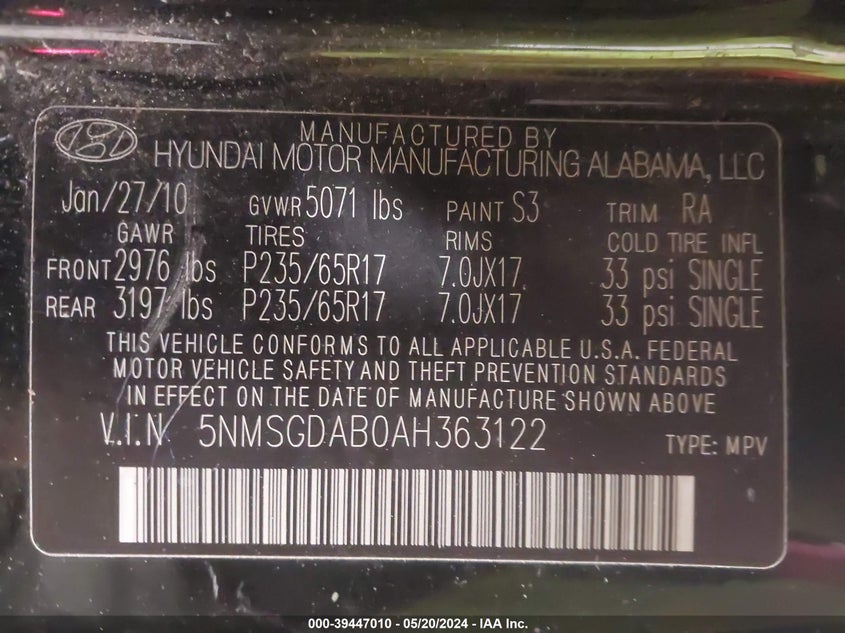 MANUFACTURED BY
HYUNDAI MOTOR MANUFACTURING ALABAMA, LLC
Jan/27/10 GVWR 5071 lbs PAINT S3 TRIM RA
GAWR TIRES RIMS COLD TIRE INFL
FRONT 2976 lbs P235/65R17 7.0JX17 33 psi SINGLE
REAR 3197 lbs P235/65R17 7.0JX17 33 psi SINGLE
THIS VEHICLE CONFORMS TO ALL APPLICABLE U.S.A. FEDERAL
MOTOR VEHICLE SAFETY AND THEFT PREVENTION STANDARDS
IN EFFECT ON THE DATE OF MANUFACTURE SHOWN ABOVE
V.I.N 5NMSGDAB0AH363122 TYPE: MPV
000-39447010 - 05/20/2024 - IAA Inc.